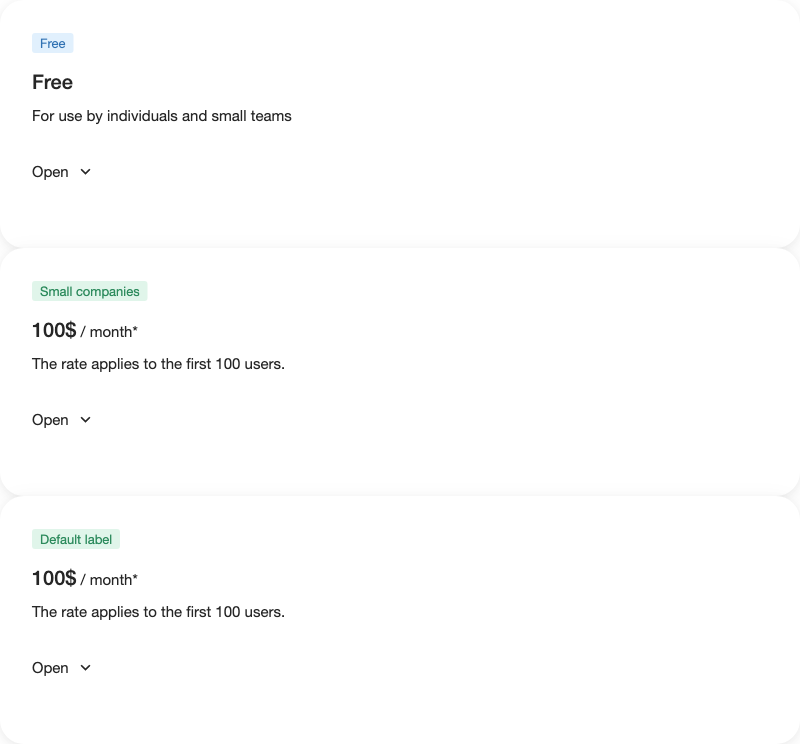 Free
Free
For use by individuals and small teams
Open
Small companies
100$ / month*
The rate applies to the first 100 users.
Open
Default label
100$ / month*
The rate applies to the first 100 users.
Open